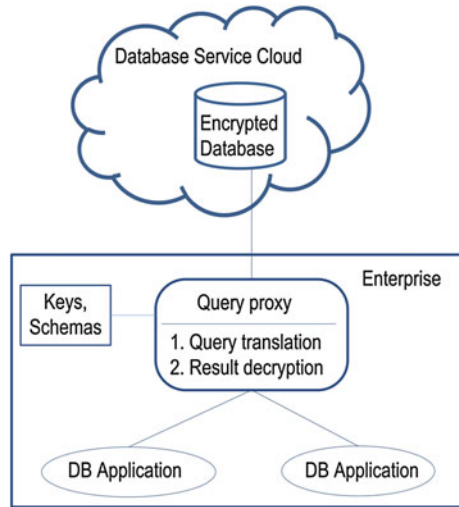 Database Service Cloud
Encrypted
Database
Enterprise
Keys,
Schemas
Query proxy
1. Query translation
2. Result decryption
DB Application
DB Application